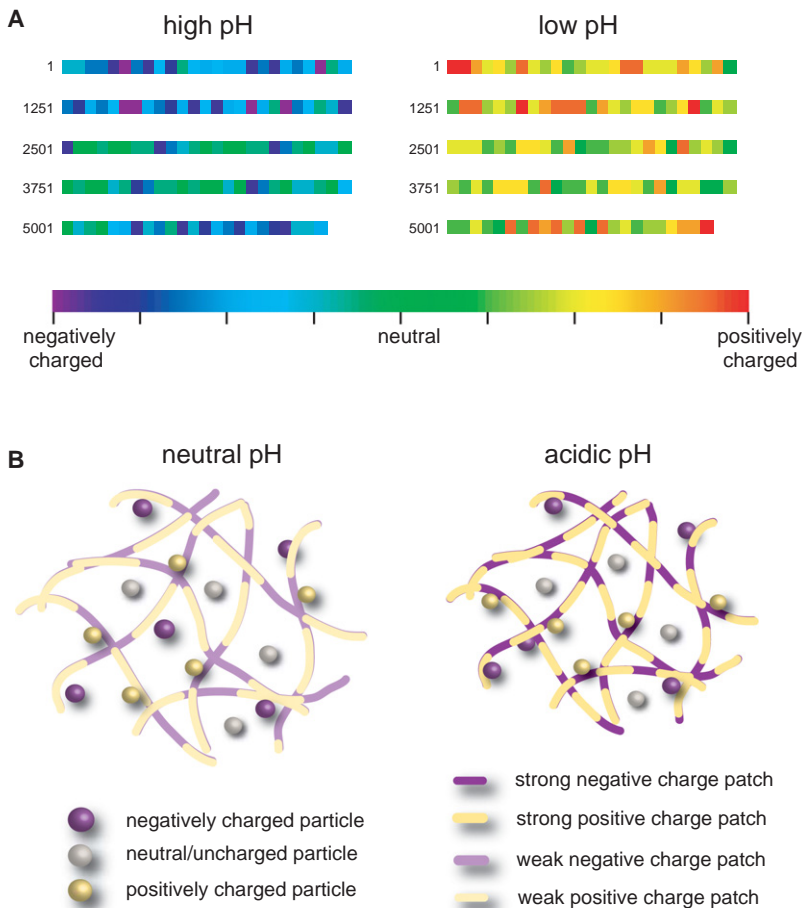 A
high pH
low pH
1
1
1251
1251
2501
2501
3751
3751
5001
5001
negatively
charged
neutral
positively
charged
B
neutral pH
acidic pH
negatively charged particle
neutral/uncharged particle
positively charged particle
strong negative charge patch
strong positive charge patch
weak negative charge patch
weak positive charge patch